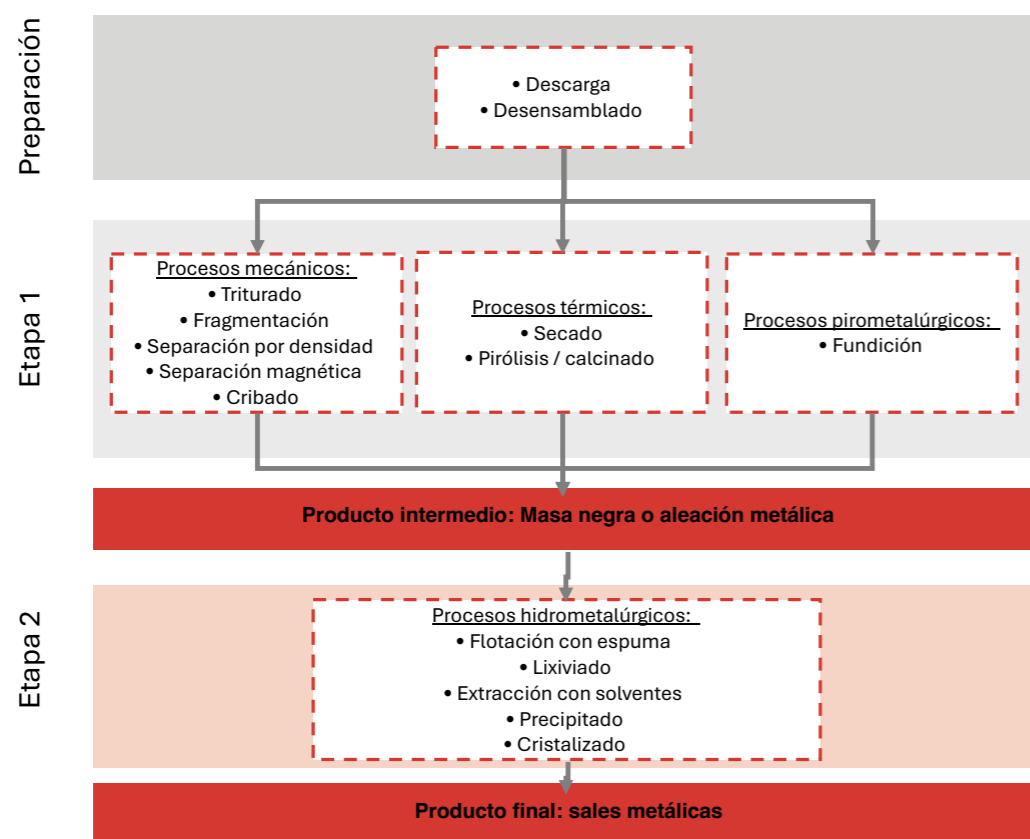 Preparación
• Descarga
• Desensamblado
Etapa 1
Procesos mecánicos:
• Triturado
• Fragmentación
• Separación por densidad
• Separación magnética
• Cribado
Procesos térmicos:
• Secado
• Pirólisis / calcinado
Procesos pirometalúrgicos:
• Fundición
Producto intermedio: Masa negra o aleación metálica
Etapa 2
Procesos hidrometalúrgicos:
• Flotación con espuma
• Lixiviado
• Extracción con solventes
• Precipitado
• Cristalizado
Producto final: sales metálicas